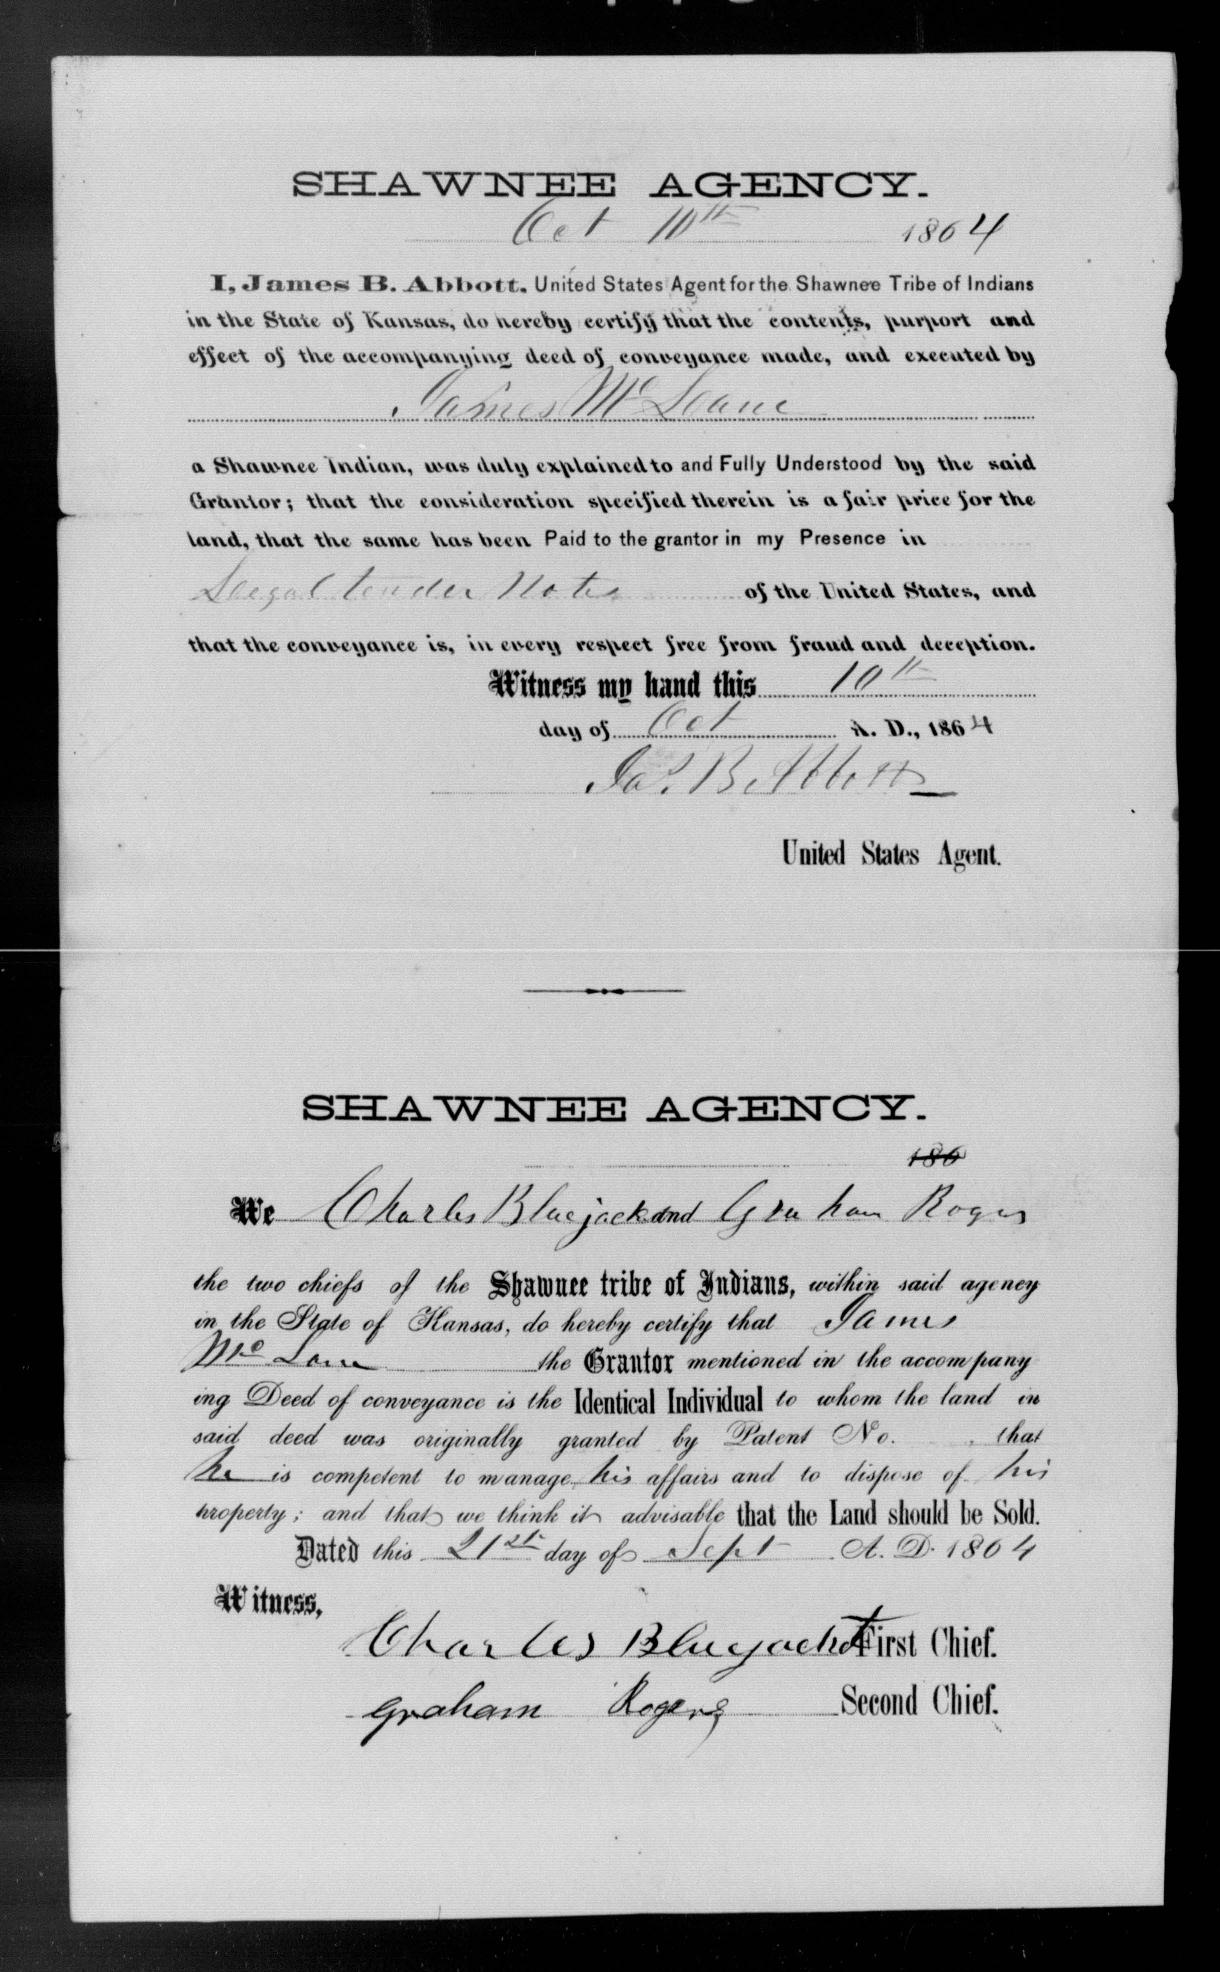 SHAWNEE AGENCY.
Oct 10th 1864
I, James B. Abbott, United States Agent for the Shawnee Tribe of Indians
in the State of Kansas, do hereby certify that the contents, purport and
effect of the accompanying deed of conveyance made, and executed by
James McLane
a Shawnee Indian, was duly explained to and Fully Understood by the said
Grantor; that the consideration specified therein is a fair price for the
land, that the same has been Paid to the grantor in my Presence in
Legal tender Notes of the United States, and
that the conveyance is, in every respect free from fraud and deception.
Witness my hand this 10th
day of Oct A. D., 1864
Jas. B. Abbott
United States Agent.
SHAWNEE AGENCY.
186
We Charles Bluejacket and Graham Rogers
the two chiefs of the Shawnee tribe of Indians, within said agency
in the State of Kansas, do hereby certify that James
McLane the Grantor mentioned in the accompany
ing Deed of conveyance is the Identical Individual to whom the land in
said deed was originally granted by Patent No. , that
he is competent to manage his affairs and to dispose of his
property; and that we think it advisable that the Land should be Sold.
Dated this 21st day of Sept A. D. 1864
Witness,
Charles Bluejacket First Chief.
Graham Rogers Second Chief.